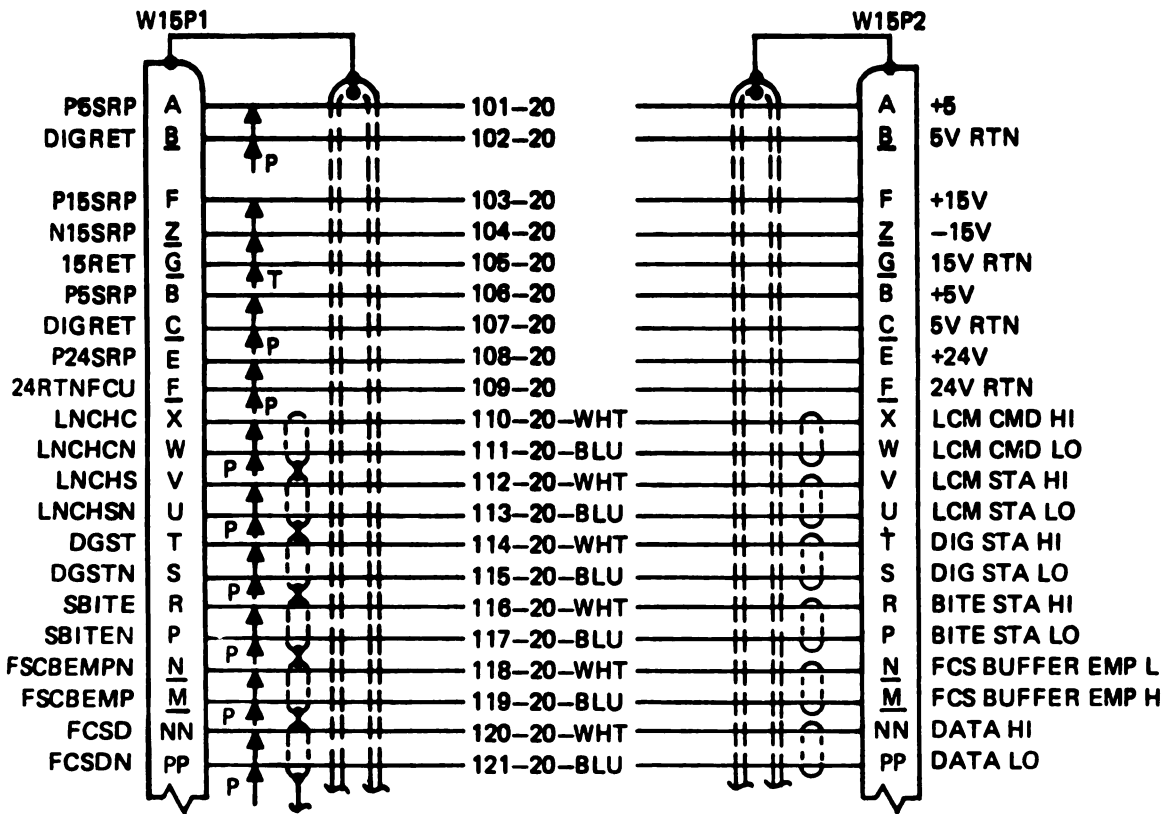 W15P1 W15P2
P5SRP A 101-20 A +5
DIGRET B P 102-20 B 5V RTN
P15SRP F 103-20 F +15V
N15SRP Z 104-20 Z -15V
15RET G T 105-20 G 15V RTN
P5SRP B 106-20 B +5V
DIGRET C P 107-20 C 5V RTN
P24SRP E 108-20 E +24V
24RTNFCU F P 109-20 F 24V RTN
LNCHC X 110-20-WHT X LCM CMD HI
LNCHCN W P 111-20-BLU W LCM CMD LO
LNCHS V 112-20-WHT V LCM STA HI
LNCHSN U P 113-20-BLU U LCM STA LO
DGST T 114-20-WHT † DIG STA HI
DGSTN S P 115-20-BLU S DIG STA LO
SBITE R 116-20-WHT R BITE STA HI
SBITEN P P 117-20-BLU P BITE STA LO
FSCBEMPN N 118-20-WHT N FCS BUFFER EMP L
FSCBEMP M P 119-20-BLU M FCS BUFFER EMP H
FCSD NN 120-20-WHT NN DATA HI
FCSDN PP P 121-20-BLU PP DATA LO